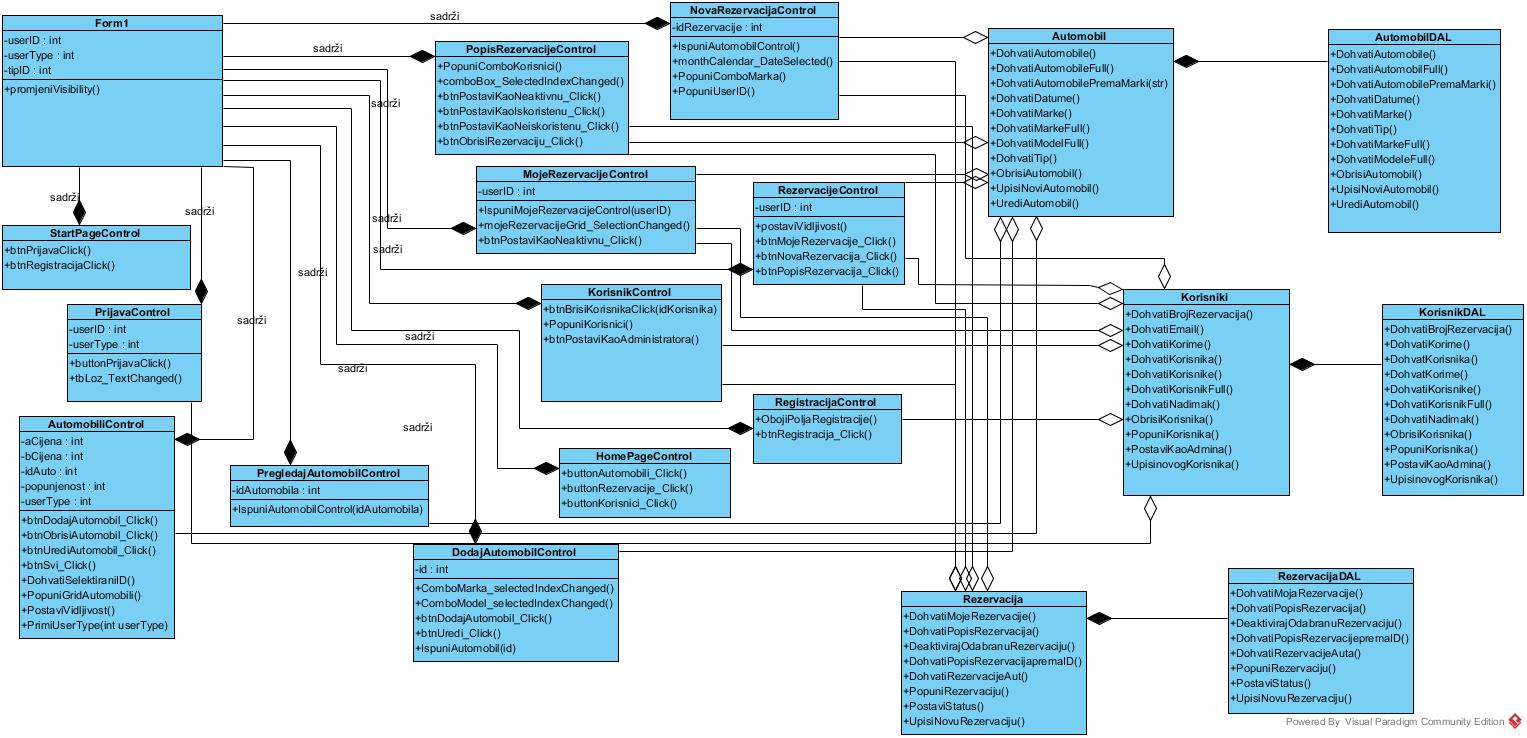 Form1
-userID : int
-userType : int
-tipID : int
+promjeniVisibility()
sadrži
sadrži
sadrži
sadrži
sadrži
sadrži
sadrži
sadrži
sadrži
sadrži
sadrži
sadrži
NovaRezervacijaControl
-idRezervacije : int
+IspuniAutomobilControl()
+monthCalendar_DateSelected()
+PopuniComboMarka()
+PopuniUserID()
PopisRezervacijeControl
+PopuniComboKorisnici()
+comboBox_SelectedIndexChanged()
+btnPostaviKaoNeaktivnu_Click()
+btnPostaviKaoIskoristenu_Click()
+btnPostaviKaoNeiskoristenu_Click()
+btnObrisiRezervaciju_Click()
Automobil
+DohvatiAutomobile()
+DohvatiAutomobileFull()
+DohvatiAutomobilePremaMarki(str)
+DohvatiDatume()
+DohvatiMarke()
+DohvatiMarkeFull()
+DohvatiModelFull()
+DohvatiTip()
+ObrisiAutomobil()
+UpisiNoviAutomobil()
+UrediAutomobil()
AutomobilDAL
+DohvatiAutomobile()
+DohvatiAutomobilFull()
+DohvatiAutomobilPremaMarki()
+DohvatiDatume()
+DohvatiMarke()
+DohvatiTip()
+DohvatiMarkeFull()
+DohvatiModeleFull()
+ObrisiAutomobil()
+UpisiNoviAutomobil()
+UrediAutomobil()
MojeRezervacijeControl
-userID : int
+IspuniMojeRezervacijeControl(userID)
+mojeRezervacijeGrid_SelectionChanged()
+btnPostaviKaoNeaktivnu_Click()
RezervacijeControl
-userID : int
+postaviVidljivost()
+btnMojeRezervacije_Click()
+btnNovaRezervacija_Click()
+btnPopisRezervacija_Click()
StartPageControl
+btnPrijavaClick()
+btnRegistracijaClick()
PrijavaControl
-userID : int
-userType : int
+buttonPrijavaClick()
+tbLoz_TextChanged()
KorisnikControl
+btnBrisiKorisnikaClick(idKorisnika)
+PopuniKorisnici()
+btnPostaviKaoAdministratora()
Korisniki
+DohvatiBrojRezervacija()
+DohvatiEmail()
+DohvatiKorime()
+DohvatiKorisnika()
+DohvatiKorisnike()
+DohvatiKorisnikFull()
+DohvatiNadimak()
+ObrisiKorisnika()
+PopuniKorisnika()
+PostaviKaoAdmina()
+UpisinovogKorisnika()
KorisnikDAL
+DohvatiBrojRezervacija()
+DohvatiKorime()
+DohvatKorisnika()
+DohvatKorime()
+DohvatiKorisnike()
+DohvatiKorisnikFull()
+DohvatiNadimak()
+ObrisiKorisnika()
+PopuniKorisnika()
+PostaviKaoAdmina()
+UpisinovogKorisnika()
RegistracijaControl
+ObojiPoljaRegistracije()
+btnRegistracija_Click()
AutomobiliControl
-aCijena : int
-bCijena : int
-idAuto : int
-popunjenost : int
-userType : int
+btnDodajAutomobil_Click()
+btnObrisiAutomobil_Click()
+btnUrediAutomobil_Click()
+btnSvi_Click()
+DohvatiSelektiraniID()
+PopuniGridAutomobili()
+PostaviVidljivost()
+PrimiUserType(int userType)
PregledajAutomobilControl
-idAutomobila : int
+IspuniAutomobilControl(idAutomobila)
HomePageControl
+buttonAutomobili_Click()
+buttonRezervacije_Click()
+buttonKorisnici_Click()
DodajAutomobilControl
-id : int
+ComboMarka_selectedIndexChanged()
+ComboModel_selectedIndexChanged()
+btnDodajAutomobil_Click()
+btnUredi_Click()
+IspuniAutomobil(id)
Rezervacija
+DohvatiMojeRezervacije()
+DohvatiPopisRezervacija()
+DeaktivirajOdabranuRezervaciju()
+DohvatiPopisRezervacijapremaID()
+DohvatiRezervacijeAut()
+PopuniRezervaciju()
+PostaviStatus()
+UpisiNovuRezervaciju()
RezervacijaDAL
+DohvatiMojaRezervacije()
+DohvatiPopisRezervacija()
+DeaktivirajOdabranuRezervaciju()
+DohvatiPopisRezervacijepremaID()
+DohvatiRezervacijeAuta()
+PopuniRezervaciju()
+PostaviStatus()
+UpisiNovuRezervaciju()
Powered By Visual Paradigm Community Edition